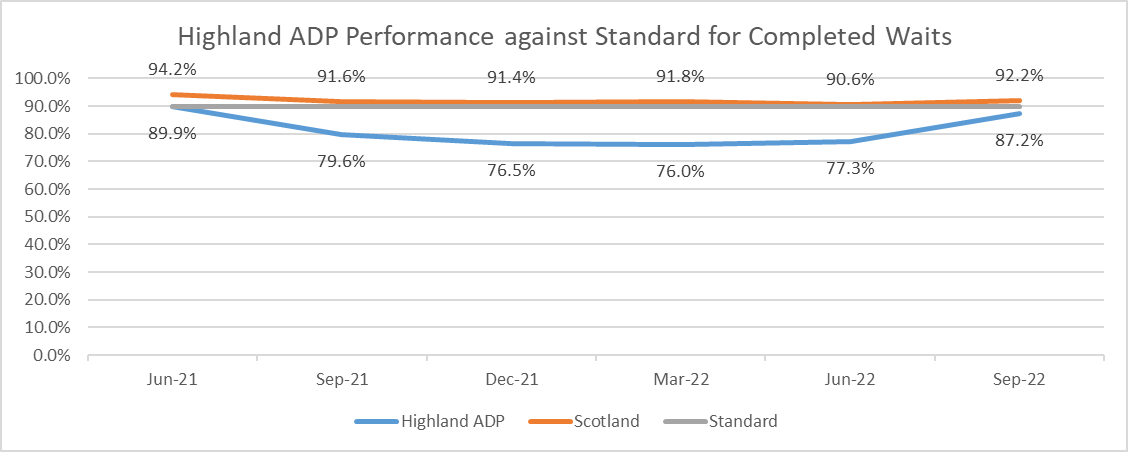 Highland ADP Performance against Standard for Completed Waits
94.2% 91.6% 91.4% 91.8% 90.6% 92.2%
100.0%
90.0%
80.0%
70.0%
60.0%
50.0%
40.0%
30.0%
20.0%
10.0%
0.0%
89.9% 79.6% 76.5% 76.0% 77.3% 87.2%
Jun-21 Sep-21 Dec-21 Mar-22 Jun-22 Sep-22
Highland ADP Scotland Standard